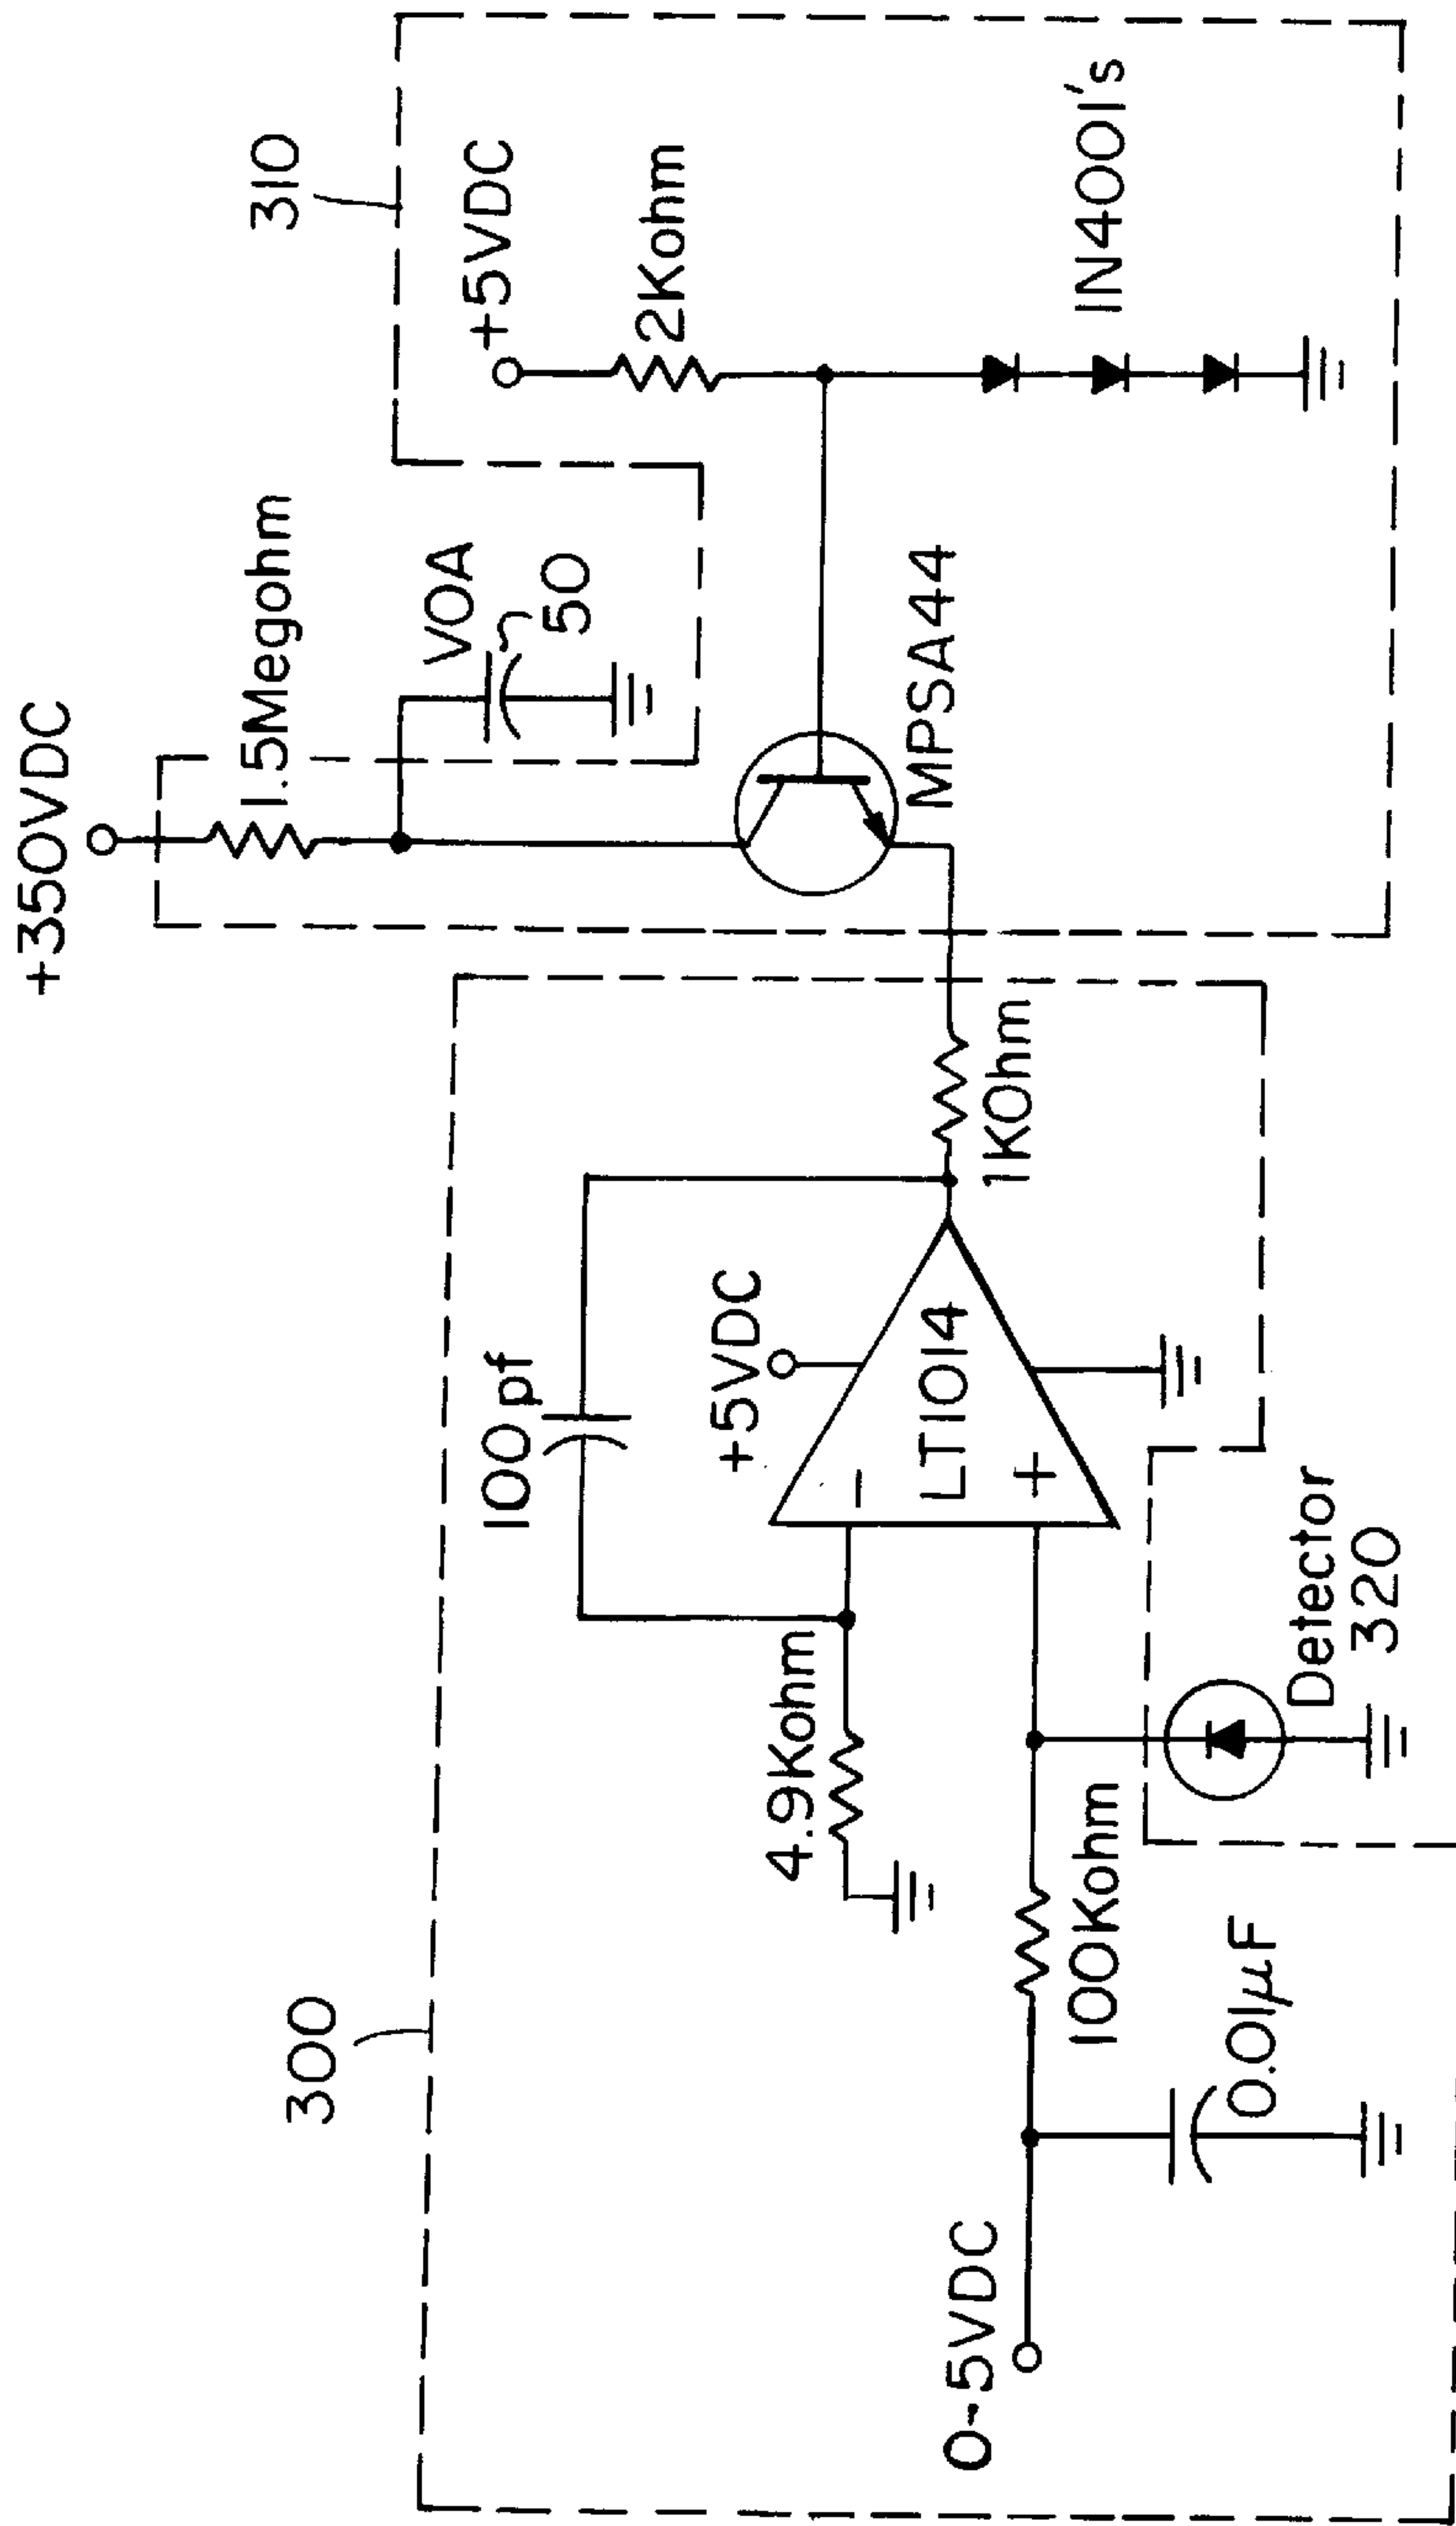 +350VDC
310
1.5Megohm
+5VDC
VOA
50
2Kohm
MPSA44
IN4001's
300
100pf
+5VDC
4.9Kohm
-
LT1014
+
1KOhm
0-5VDC
100Kohm
0.01µF
Detector
320